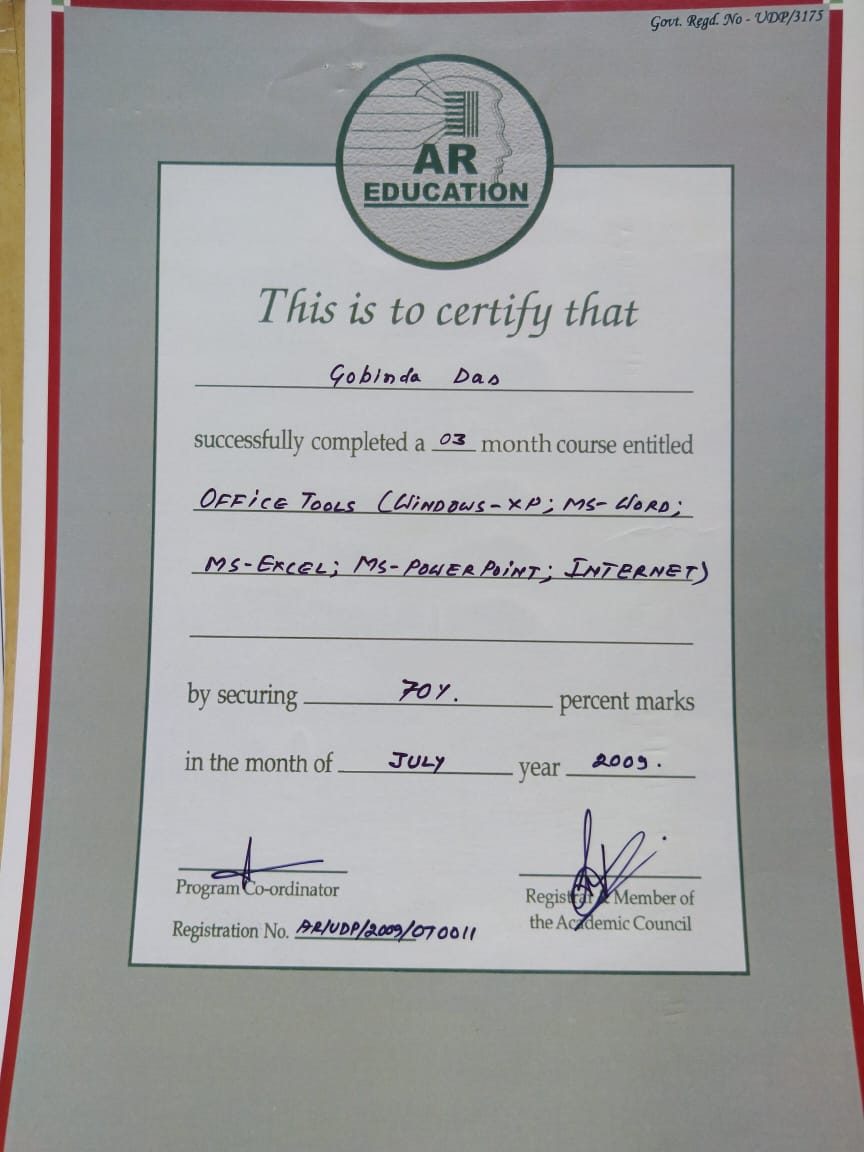 Govt. Regd. No - UDP/3175
AR
EDUCATION
This is to certify that
Gobinda Das
successfully completed a 03 month course entitled
OFFICE TOOLS (WINDOWS-XP; MS-WORD;
MS-EXCEL; MS-POWERPOINT; INTERNET)
by securing 70%. percent marks
in the month of JULY year 2009.
Program Co-ordinator
Registrar & Member of
the Academic Council
Registration No. AR/UDP/2009/070011